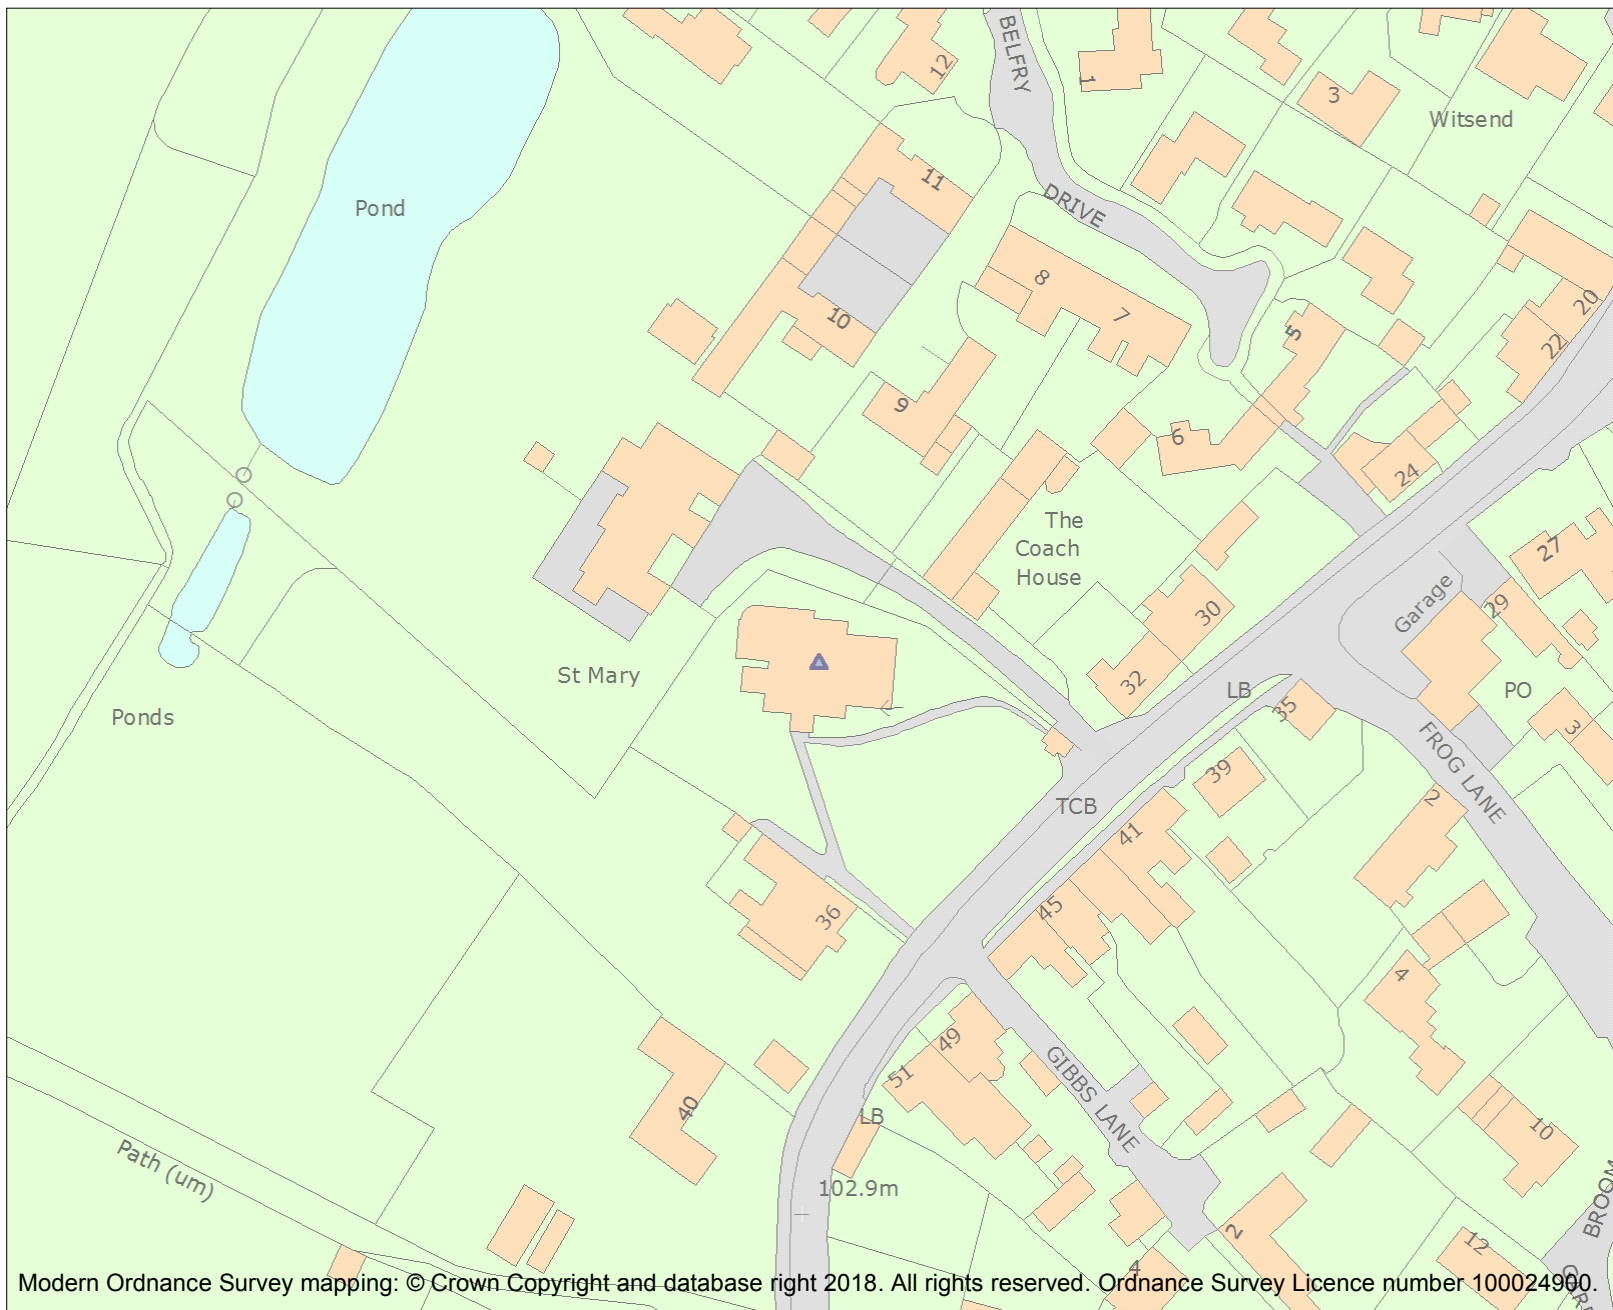 BELFRY
12
1
3
Witsend
Pond
11
DRIVE
8
7
10
5
20
22
9
6
24
The
Coach
House
27
Garage
29
30
St Mary
32
LB
PO
35
3
Ponds
FROG LANE
39
TCB
2
41
45
36
4
49
51
GIBBS LANE
40
LB
10
Path (um)
102.9m
BROOM
2
12
4
Modern Ordnance Survey mapping: © Crown Copyright and database right 2018. All rights reserved. Ordnance Survey Licence number 100024900.